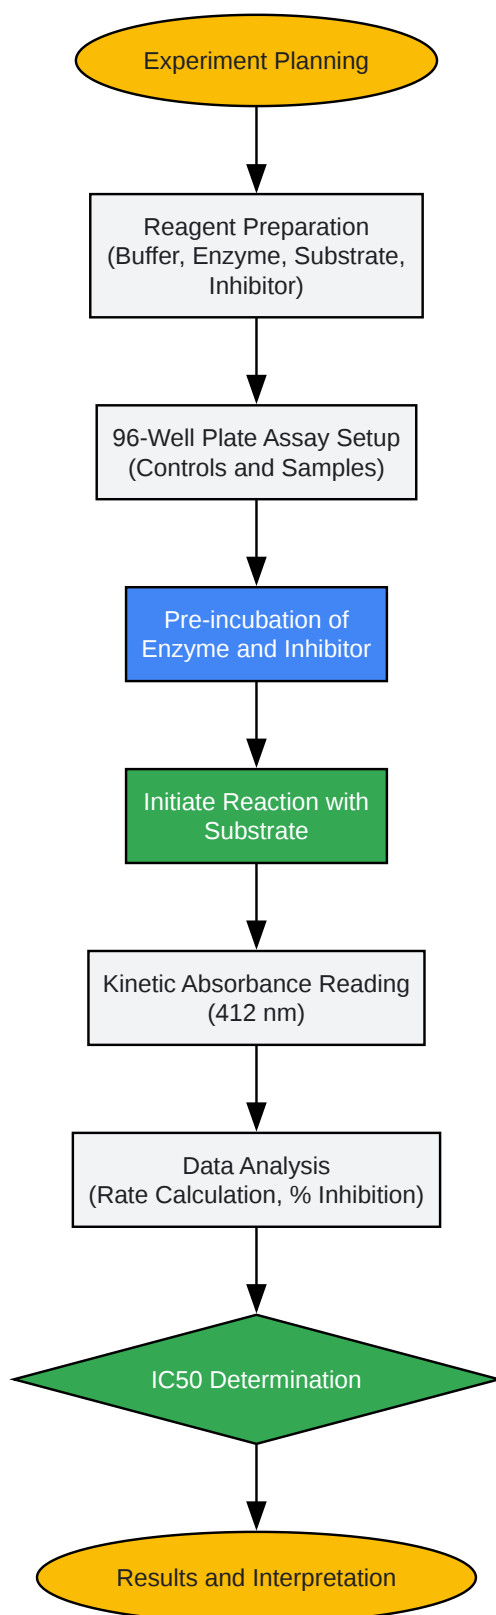 Experiment Planning
Reagent Preparation
(Buffer, Enzyme, Substrate,
Inhibitor)
96-Well Plate Assay Setup
(Controls and Samples)
Pre-incubation of
Enzyme and Inhibitor
Initiate Reaction with
Substrate
Kinetic Absorbance Reading
(412 nm)
Data Analysis
(Rate Calculation, % Inhibition)
IC50 Determination
Results and Interpretation